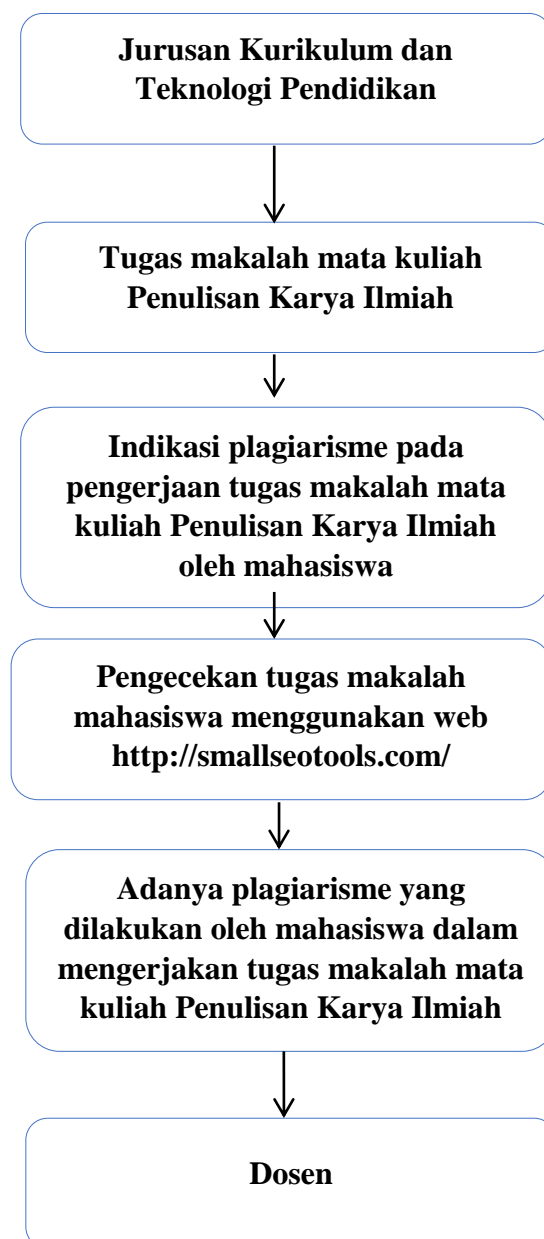 Jurusan Kurikulum dan
Teknologi Pendidikan
Tugas makalah mata kuliah
Penulisan Karya Ilmiah
Indikasi plagiarisme pada
pengerjaan tugas makalah mata
kuliah Penulisan Karya Ilmiah
oleh mahasiswa
Pengecekan tugas makalah
mahasiswa menggunakan web
http://smallseotools.com/
Adanya plagiarisme yang
dilakukan oleh mahasiswa dalam
mengerjakan tugas makalah mata
kuliah Penulisan Karya Ilmiah
Dosen